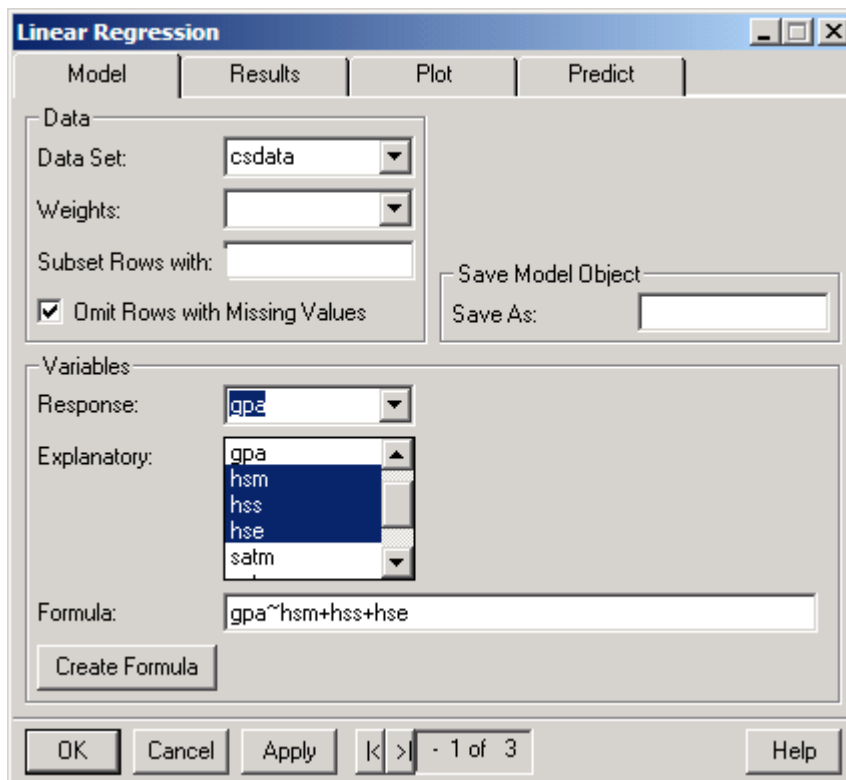 Linear Regression
Model Results Plot Predict
Data
Data Set: csdata
Weights:
Subset Rows with:
Omit Rows with Missing Values
Save Model Object
Save As:
Variables
Response: gpa
Explanatory: gpa
hsm
hss
hse
satm
Formula: gpa~hsm+hss+hse
Create Formula
OK Cancel Apply |< >| - 1 of 3 Help